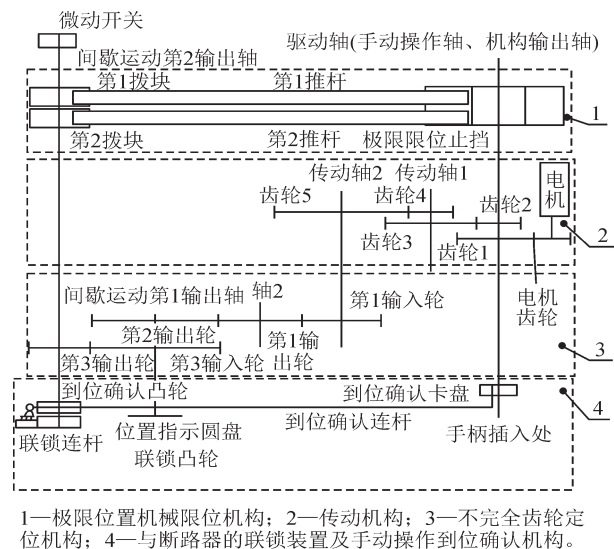 微动开关
间歇运动第2输出轴
驱动轴(手动操作轴、机构输出轴)
第1拨块
第1推杆
1
第2拨块
第2推杆
极限限位止挡
传动轴2
传动轴1
电机
齿轮5
齿轮4
齿轮2
2
齿轮3
齿轮1
间歇运动第1输出轴
轴2
第1输入轮
电机齿轮
第2输出轮
第1输出轮
3
第3输出轮
第3输入轮
到位确认凸轮
到位确认卡盘
4
到位确认连杆
联锁连杆
位置指示圆盘
手柄插入处
联锁凸轮
1—极限位置机械限位机构；2—传动机构；3—不完全齿轮定
位机构；4—与断路器的联锁装置及手动操作到位确认机构。